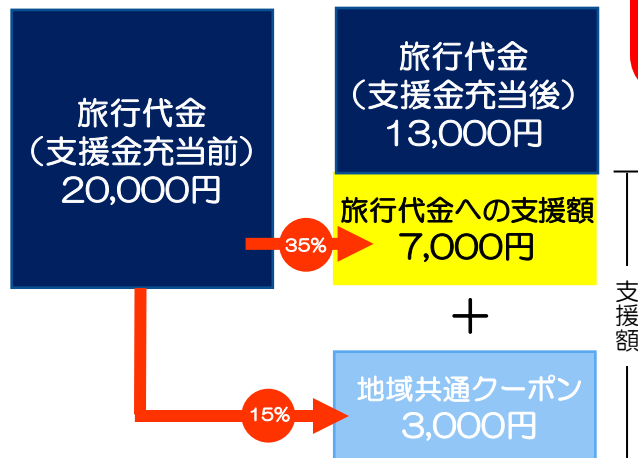 旅行代金
（支援金充当前）
20,000円
旅行代金
（支援金充当後）
13,000円
旅行代金への支援額
7,000円
35%
+
15%
地域共通クーポン
3,000円
支援額